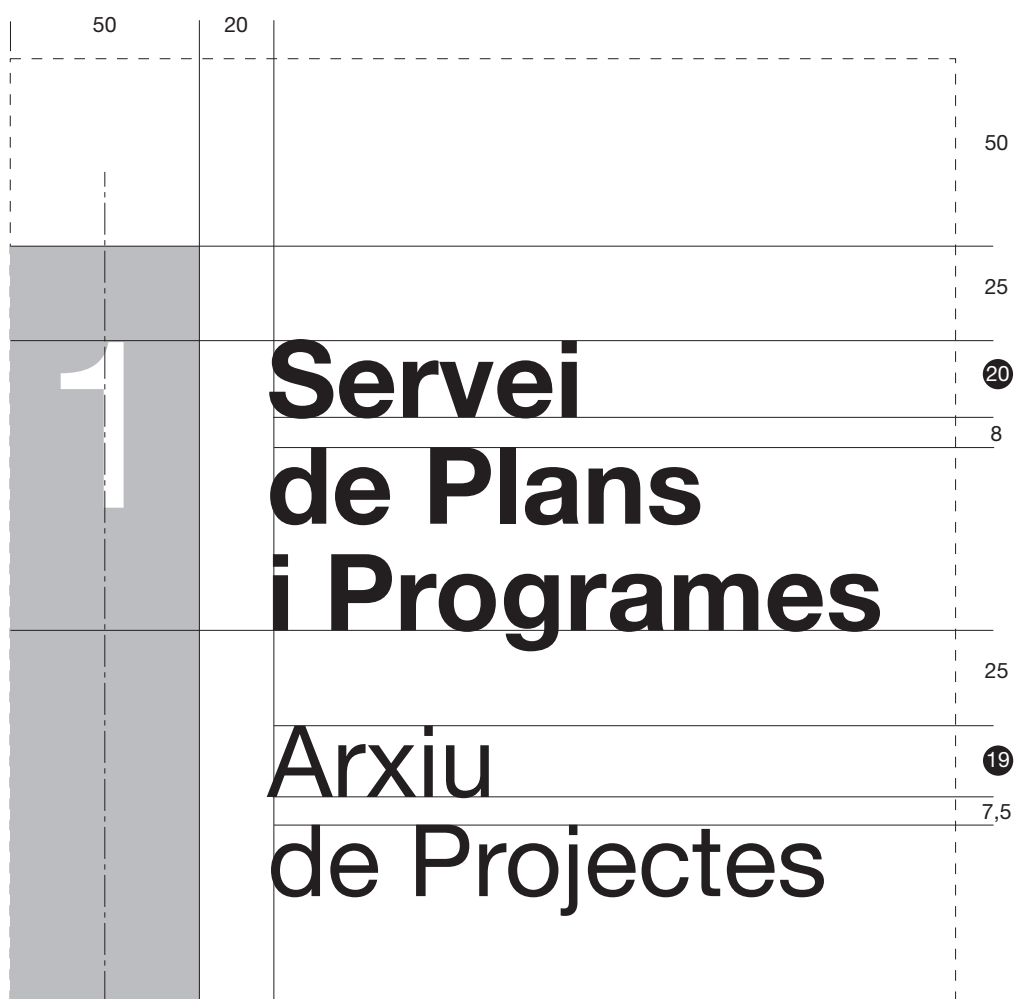 50 20
50
25
1 Servei 20
8
de Plans
i Programes
25
Arxiu 19
7,5
de Projectes